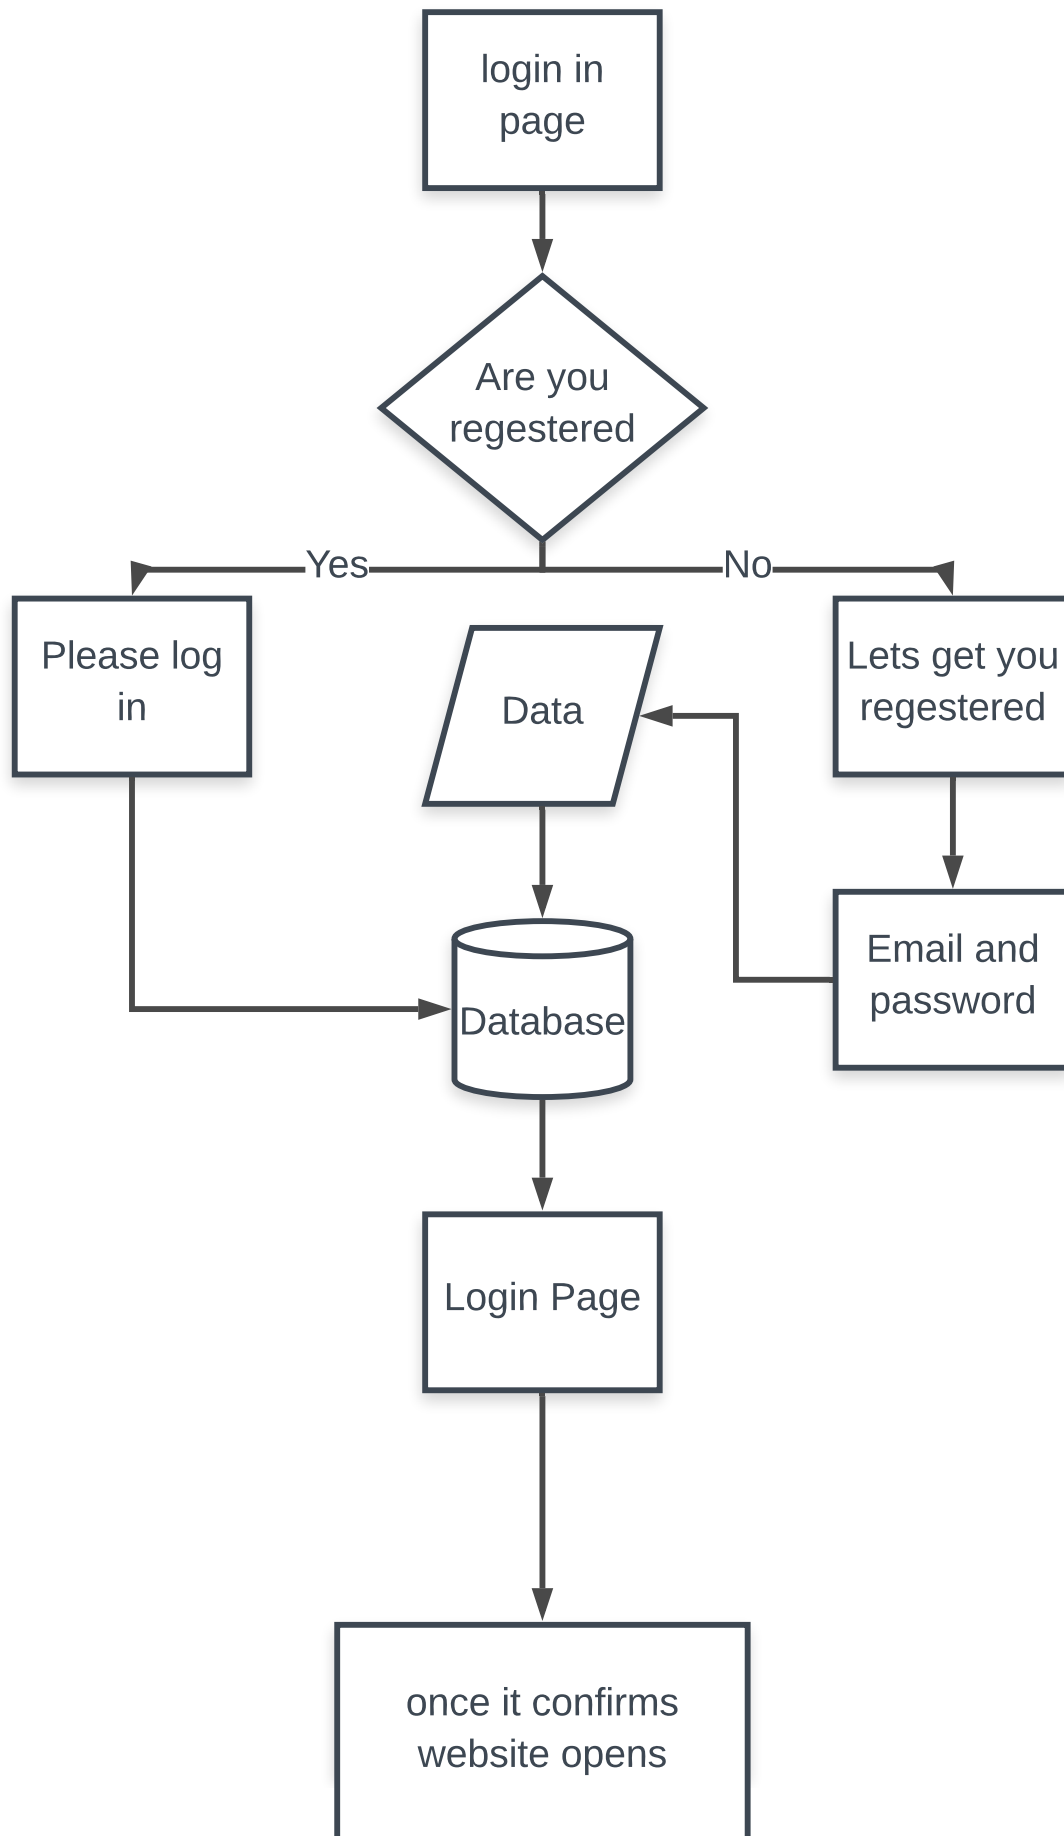 login in
page
Are you
regestered
Yes
No
Please log
in
Data
Lets get you
regestered
Email and
password
Database
Login Page
once it confirms
website opens